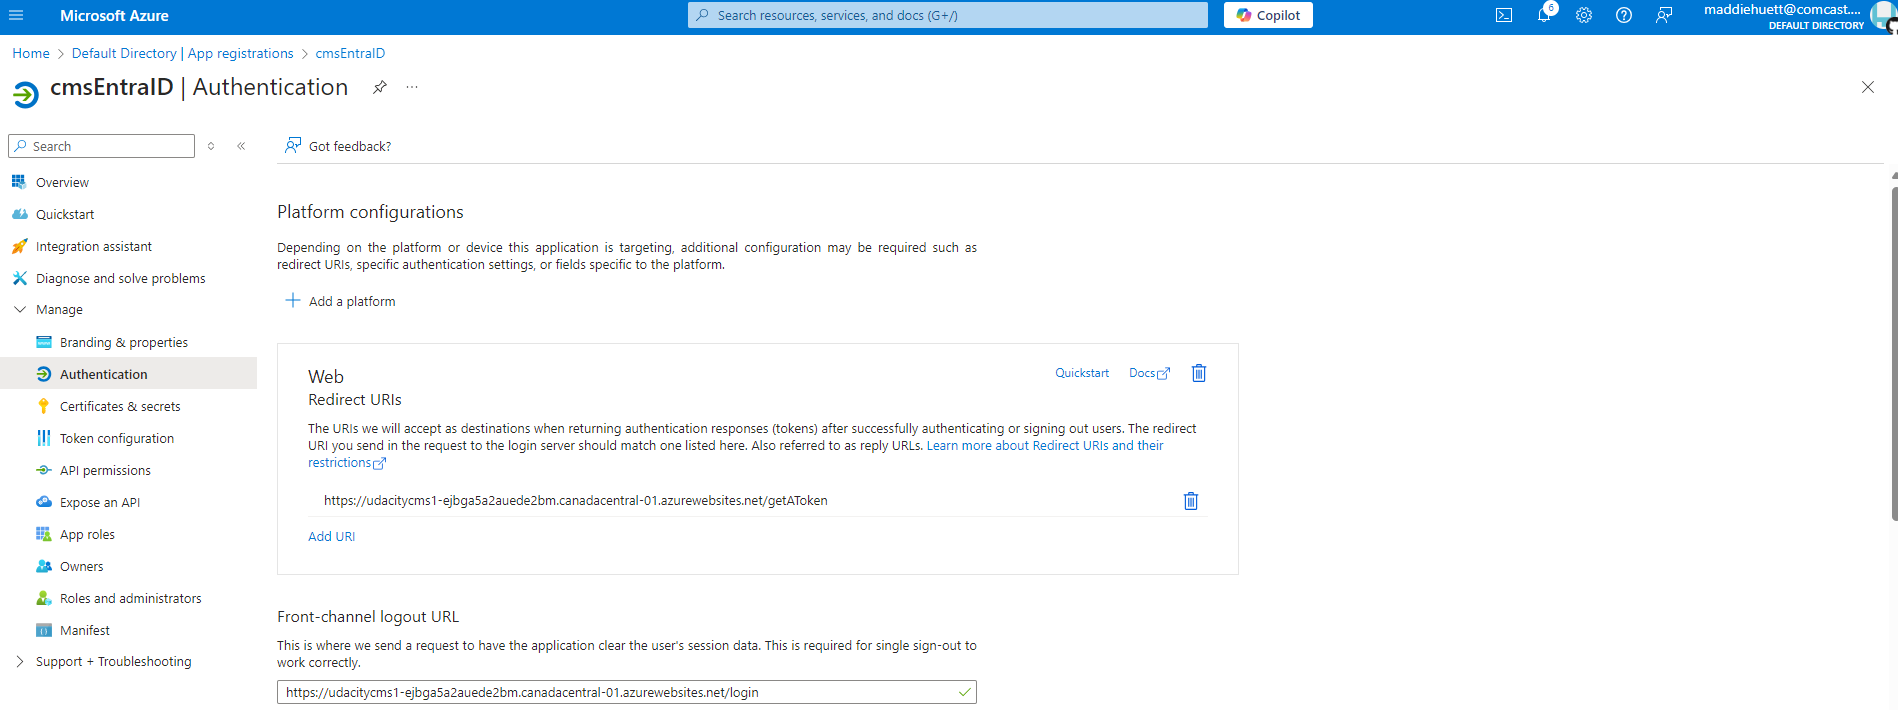 Microsoft Azure
Search resources, services, and docs (G+/)
Copilot
6
maddiehuett@comcast....
DEFAULT DIRECTORY
Home > Default Directory | App registrations > cmsEntraID
cmsEntraID | Authentication
Search
Got feedback?
Overview
Quickstart
Integration assistant
Diagnose and solve problems
Manage
Branding & properties
Authentication
Certificates & secrets
Token configuration
API permissions
Expose an API
App roles
Owners
Roles and administrators
Manifest
Support + Troubleshooting
Platform configurations
Depending on the platform or device this application is targeting, additional configuration may be required such as
redirect URIs, specific authentication settings, or fields specific to the platform.
Add a platform
Web
Quickstart
Docs
Redirect URIs
The URIs we will accept as destinations when returning authentication responses (tokens) after successfully authenticating or signing out users. The redirect
URI you send in the request to the login server should match one listed here. Also referred to as reply URLs. Learn more about Redirect URIs and their
restrictions
https://udacitycms1-ejbga5a2auede2bm.canadacentral-01.azurewebsites.net/getAToken
Add URI
Front-channel logout URL
This is where we send a request to have the application clear the user's session data. This is required for single sign-out to
work correctly.
https://udacitycms1-ejbga5a2auede2bm.canadacentral-01.azurewebsites.net/login